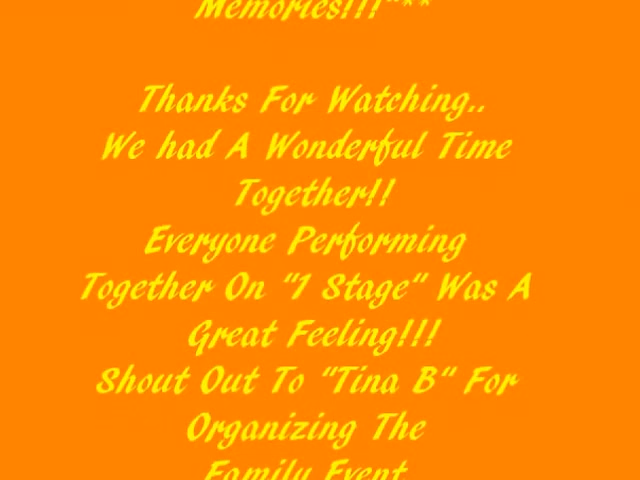 Memories!!!"**
Thanks For Watching..
We had A Wonderful Time
Together!!
Everyone Performing
Together On "1 Stage" Was A
Great Feeling!!!
Shout Out To "Tina B" For
Organizing The
Family Event